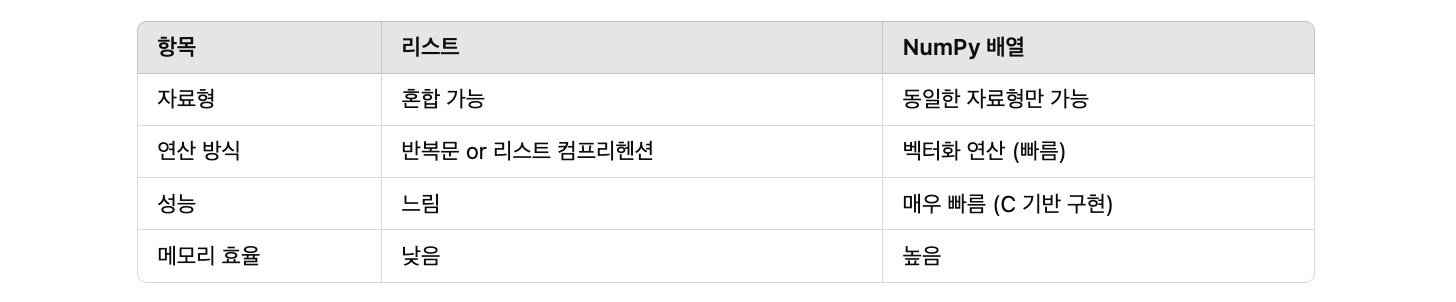 항목 리스트 NumPy 배열
자료형 혼합 가능 동일한 자료형만 가능
연산 방식 반복문 or 리스트 컴프리헨션 벡터화 연산 (빠름)
성능 느림 매우 빠름 (C 기반 구현)
메모리 효율 낮음 높음